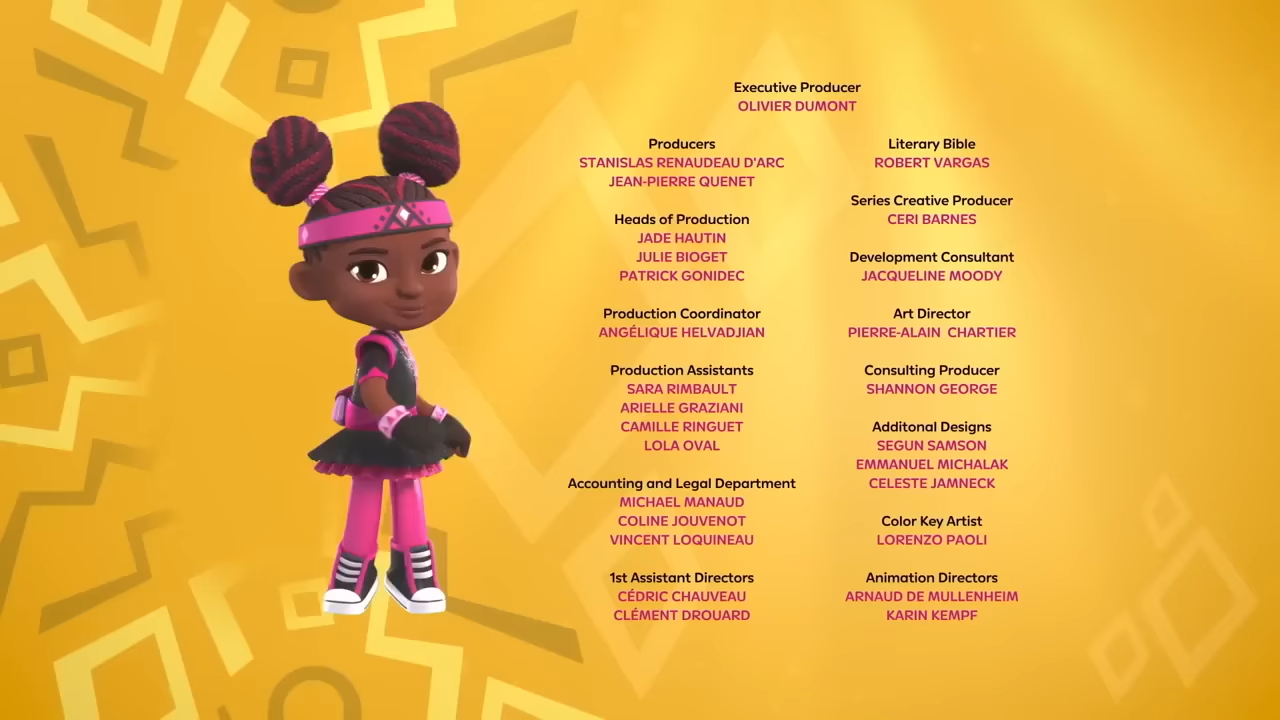 Executive Producer
OLIVIER DUMONT
Producers
STANISLAS RENAUDEAU D'ARC
JEAN-PIERRE QUENET
Heads of Production
JADE HAUTIN
JULIE BIOGET
PATRICK GONIDEC
Production Coordinator
ANGÉLIQUE HELVADJIAN
Production Assistants
SARA RIMBAULT
ARIELLE GRAZIANI
CAMILLE RINGUET
LOLA OVAL
Accounting and Legal Department
MICHAEL MANAUD
COLINE JOUVENOT
VINCENT LOQUINEAU
1st Assistant Directors
CÉDRIC CHAUVEAU
CLÉMENT DROUARD
Literary Bible
ROBERT VARGAS
Series Creative Producer
CERI BARNES
Development Consultant
JACQUELINE MOODY
Art Director
PIERRE-ALAIN  CHARTIER
Consulting Producer
SHANNON GEORGE
Additonal Designs
SEGUN SAMSON
EMMANUEL MICHALAK
CELESTE JAMNECK
Color Key Artist
LORENZO PAOLI
Animation Directors
ARNAUD DE MULLENHEIM
KARIN KEMPF